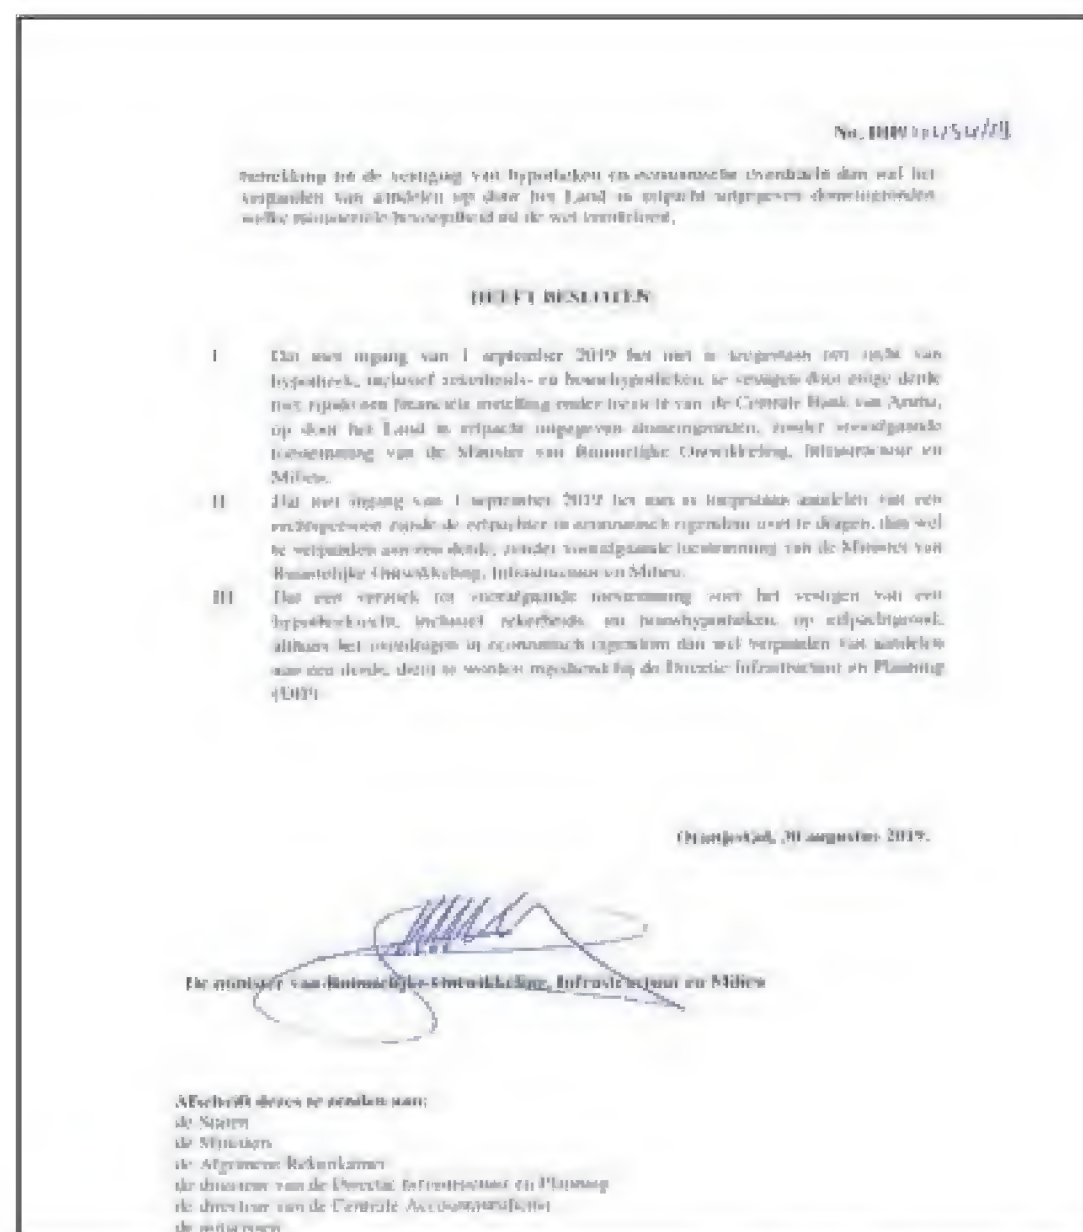 No.
betrekking tot de vestiging van hypotheken en economische overdracht dan wel het
verpanden van aandelen op door het Land in erfpacht uitgegeven domeingronden,
welke ministeriële bevoegdheid uit de wet voortvloeit,
HEEFT BESLOTEN
I Dat met ingang van 1 september 2019 het niet is toegestaan een recht van
hypotheek, inclusief zekerheids- en bouwhypotheken, te vestigen door enige derde
niet zijnde een financiële instelling onder toezicht van de Centrale Bank van Aruba,
op door het Land in erfpacht uitgegeven domeingronden, zonder voorafgaande
toestemming van de Minister van Ruimtelijke Ontwikkeling, Infrastructuur en
Milieu.
II Dat met ingang van 1 september 2019 het niet is toegestaan aandelen van een
rechtspersoon zijnde de erfpachter in economisch eigendom over te dragen, dan wel
te verpanden aan een derde, zonder voorafgaande toestemming van de Minister van
Ruimtelijke Ontwikkeling, Infrastructuur en Milieu.
III Dat een verzoek tot voorafgaande toestemming voor het vestigen van een
hypotheekrecht, inclusief zekerheids- en bouwhypotheken, op erfpachtgrond,
althans het overdragen in economisch eigendom dan wel verpanden van aandelen
aan een derde, dient te worden ingediend bij de Directie Infrastructuur en Planning
(DIP)
Oranjestad, 30 augustus 2019.
De minister van Ruimtelijke Ontwikkeling, Infrastructuur en Milieu
Afschrift dezes te zenden aan:
de Staten
de Ministers
de Algemene Rekenkamer
de directeur van de Directie Infrastructuur en Planning
de directeur van de Centrale Accountantsdienst
de notarissen